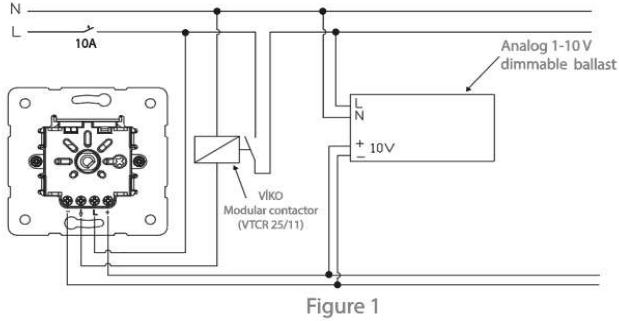 N
L
10A
Analog 1-10 V
dimmable ballast
L
N
+ 10V
−
VİKO
Modular contactor
(VTCR 25/11)
L +
Figure 1